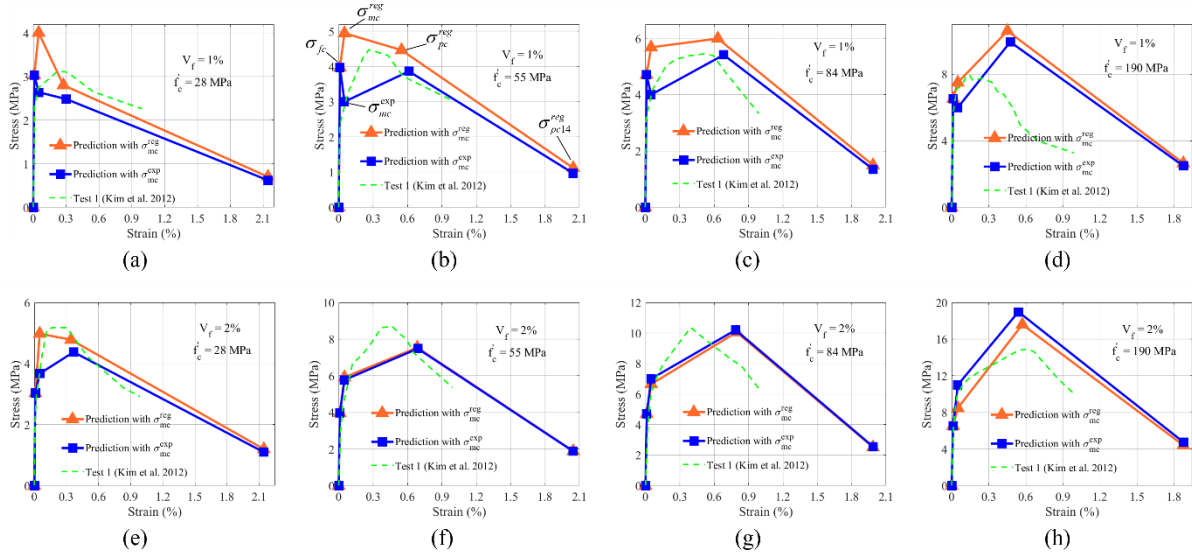 σ_mc^reg
σ_pc^reg
σ_fc
σ_mc^exp
σ_pc14^reg
Stress (MPa)
4
3
2
1
0
V_f = 1%
f'_c = 28 MPa
Prediction with σ_mc^reg
Prediction with σ_mc^exp
Test 1 (Kim et al. 2012)
0 0.3 0.6 0.9 1.2 1.5 1.8 2.1
Strain (%)
(a)
Stress (MPa)
5
4
3
2
1
0
V_f = 1%
f'_c = 55 MPa
Prediction with σ_mc^reg
Prediction with σ_mc^exp
Test 1 (Kim et al. 2012)
0 0.3 0.6 0.9 1.2 1.5 1.8 2.1
Strain (%)
(b)
Stress (MPa)
6
4
2
0
V_f = 1%
f'_c = 84 MPa
Prediction with σ_mc^reg
Prediction with σ_mc^exp
Test 1 (Kim et al. 2012)
0 0.3 0.6 0.9 1.2 1.5 1.8 2.1
Strain (%)
(c)
Stress (MPa)
8
4
0
V_f = 1%
f'_c = 190 MPa
Prediction with σ_mc^reg
Prediction with σ_mc^exp
Test 1 (Kim et al. 2012)
0 0.3 0.6 0.9 1.2 1.5 1.8
Strain (%)
(d)
Stress (MPa)
6
4
2
0
V_f = 2%
f'_c = 28 MPa
Prediction with σ_mc^reg
Prediction with σ_mc^exp
Test 1 (Kim et al. 2012)
0 0.3 0.6 0.9 1.2 1.5 1.8 2.1
Strain (%)
(e)
Stress (MPa)
10
8
6
4
2
0
V_f = 2%
f'_c = 55 MPa
Prediction with σ_mc^reg
Prediction with σ_mc^exp
Test 1 (Kim et al. 2012)
0 0.3 0.6 0.9 1.2 1.5 1.8 2.1
Strain (%)
(f)
Stress (MPa)
12
10
8
6
4
2
0
V_f = 2%
f'_c = 84 MPa
Prediction with σ_mc^reg
Prediction with σ_mc^exp
Test 1 (Kim et al. 2012)
0 0.3 0.6 0.9 1.2 1.5 1.8 2.1
Strain (%)
(g)
Stress (MPa)
20
16
12
8
4
0
V_f = 2%
f'_c = 190 MPa
Prediction with σ_mc^reg
Prediction with σ_mc^exp
Test 1 (Kim et al. 2012)
0 0.3 0.6 0.9 1.2 1.5 1.8
Strain (%)
(h)